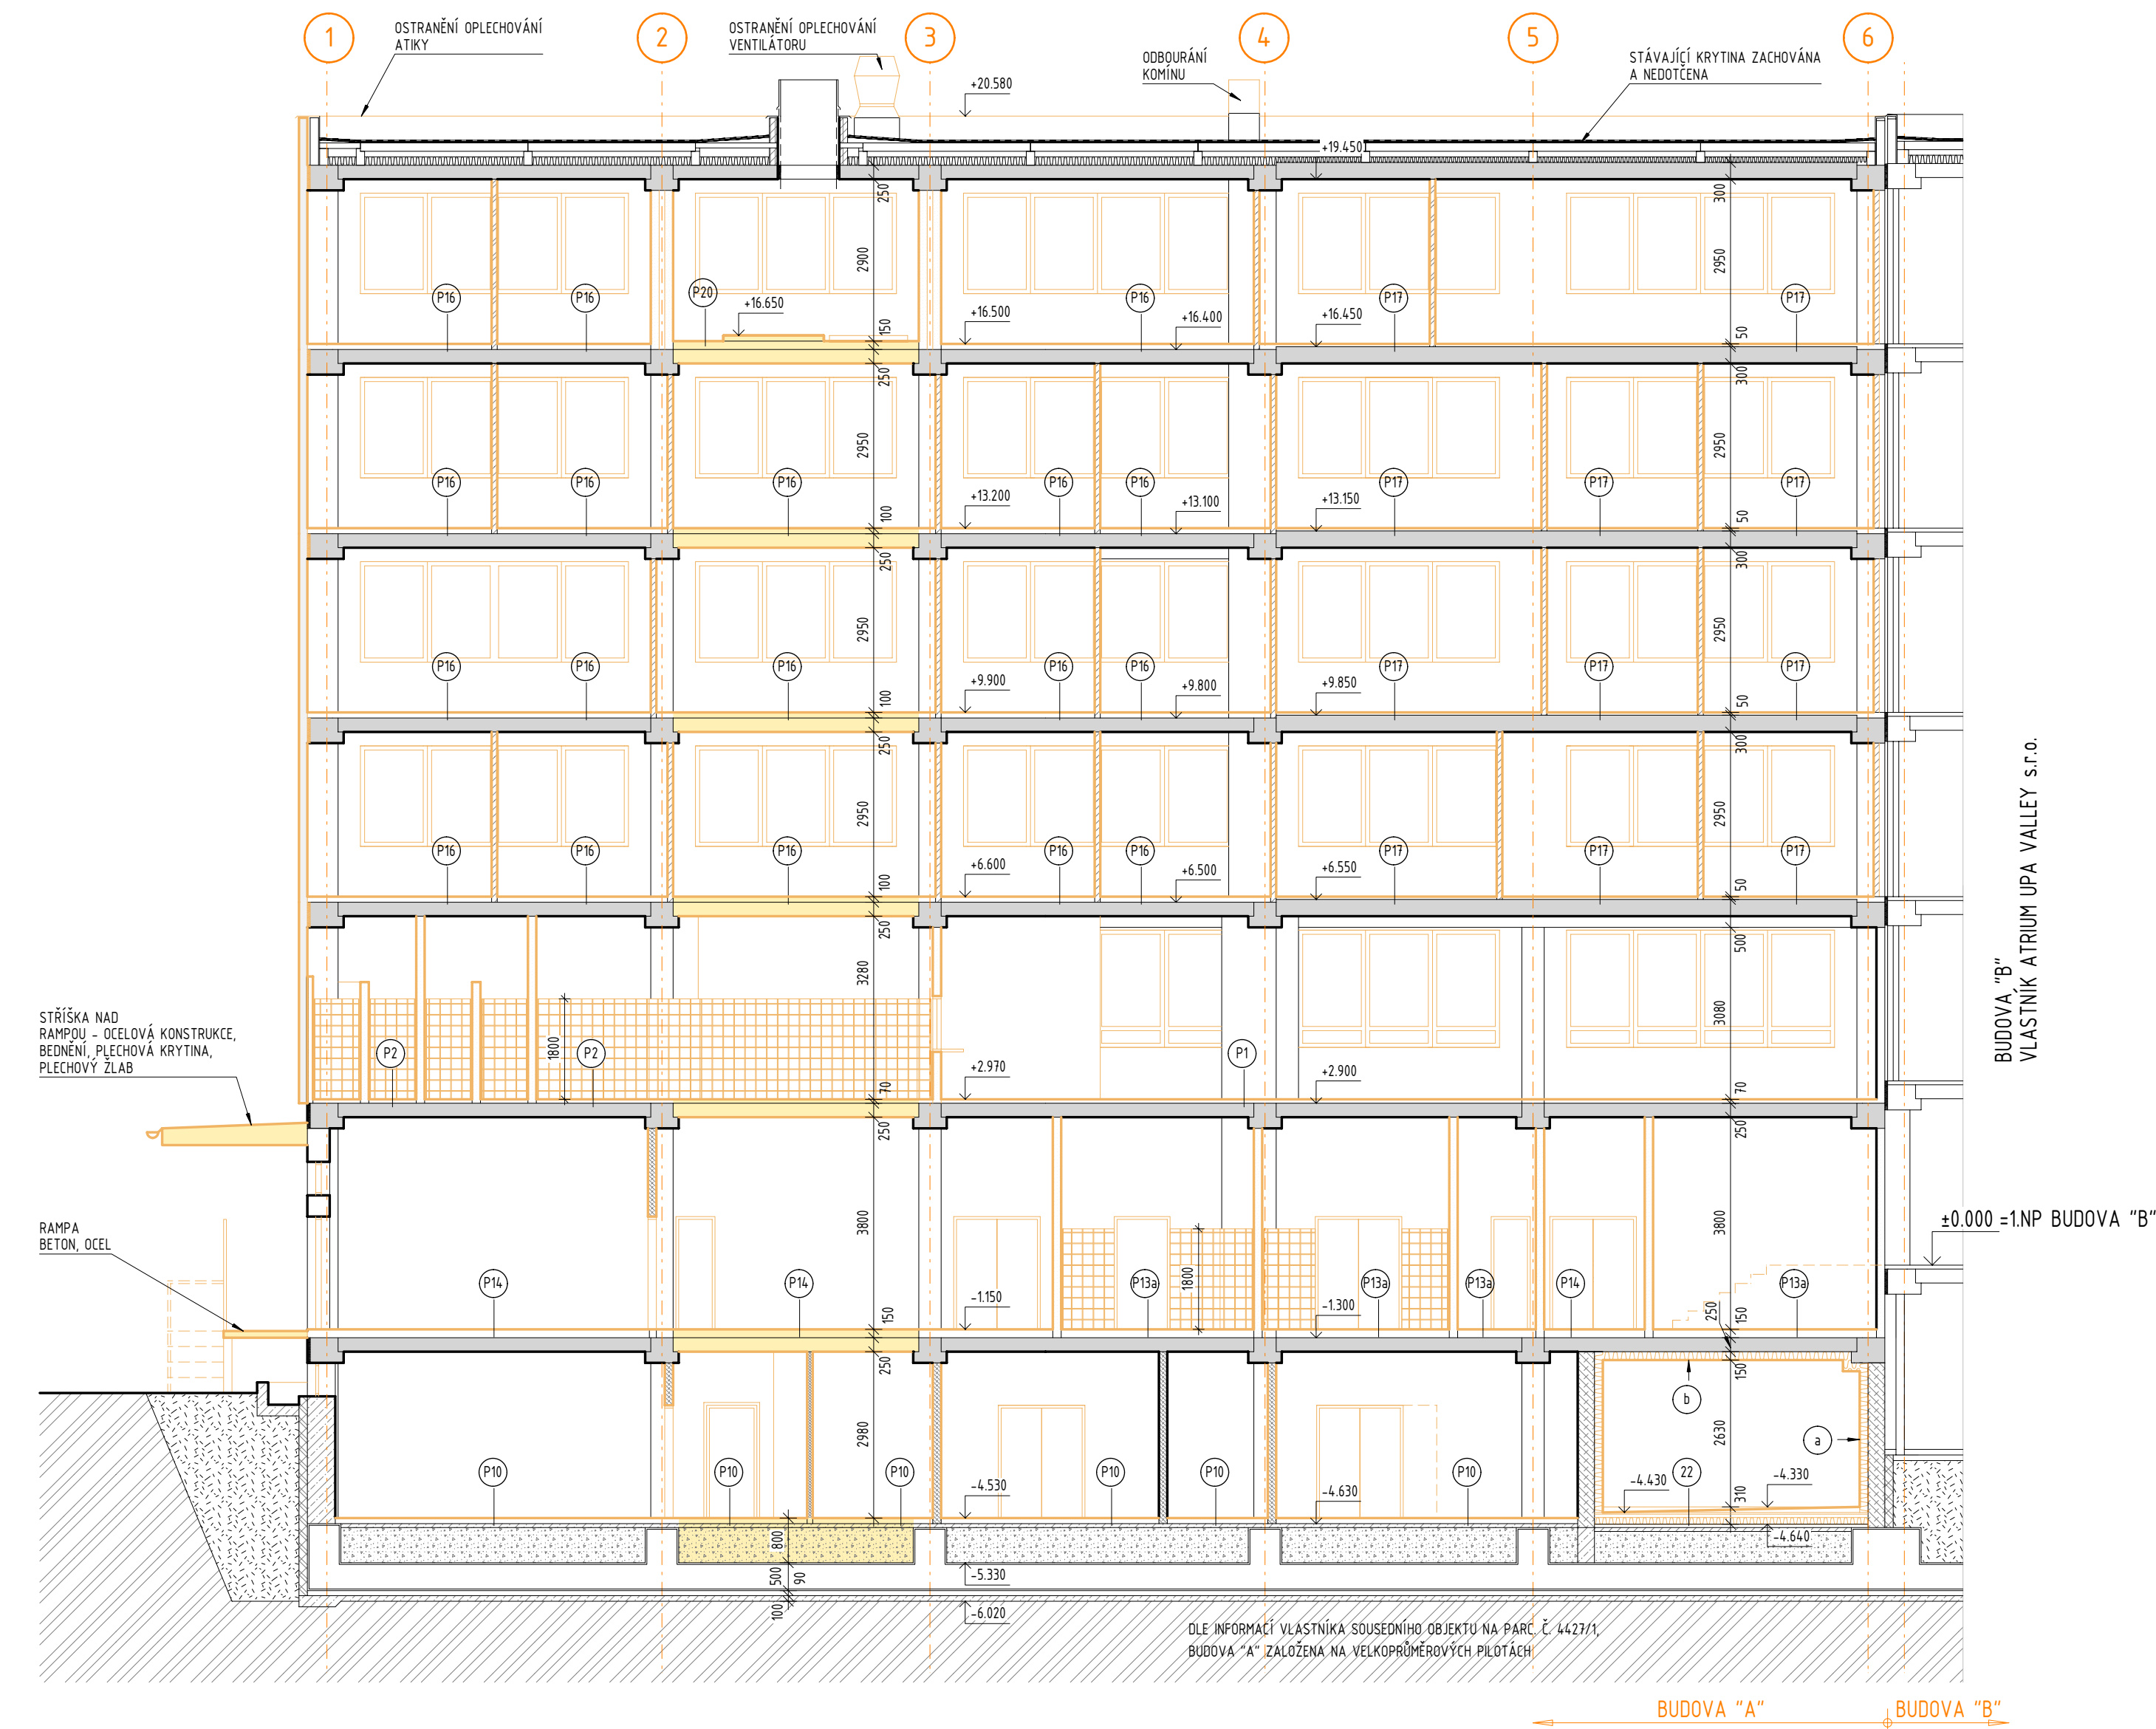 1
2
3
4
5
6
OSTRANĚNÍ OPLECHOVÁNÍ
ATIKY
OSTRANĚNÍ OPLECHOVÁNÍ
VENTILÁTORU
ODBOURÁNÍ
KOMÍNU
STÁVAJÍCÍ KRYTINA ZACHOVÁNA
A NEDOTČENA
+20.580
+19.450
250
300
2900
2950
P16
P16
P20
P16
P17
P17
+16.650
+16.500
+16.400
+16.450
150
50
250
300
2950
2950
P16
P16
P16
P16
P16
P17
P17
P17
+13.200
+13.100
+13.150
100
50
250
300
2950
2950
P16
P16
P16
P16
P16
P17
P17
P17
+9.900
+9.800
+9.850
100
50
250
300
2950
2950
P16
P16
P16
P16
P16
P17
P17
P17
+6.600
+6.500
+6.550
100
50
250
500
3280
3080
STŘÍŠKA NAD
RAMPOU - OCELOVÁ KONSTRUKCE,
BEDNĚNÍ, PLECHOVÁ KRYTINA,
PLECHOVÝ ŽLAB
P2
1800
P2
P1
+2.970
+2.900
70
70
250
250
BUDOVA "B"
VLASTNÍK ATRIUM UPA VALLEY s.r.o.
3800
3800
±0.000 =1.NP BUDOVA "B"
RAMPA
BETON, OCEL
P14
P14
P13a
1800
P13a
P13a
P14
P13a
-1.150
-1.300
150
250
150
250
150
b
2980
2630
a
P10
P10
P10
P10
P10
P10
22
-4.530
-4.630
-4.430
-4.330
310
800
-4.640
500
90
-5.330
100
-6.020
DLE INFORMACÍ VLASTNÍKA SOUSEDNÍHO OBJEKTU NA PARC. Č. 4427/1,
BUDOVA "A" ZALOŽENA NA VELKOPRŮMĚROVÝCH PILOTÁCH
BUDOVA "A"
BUDOVA "B"